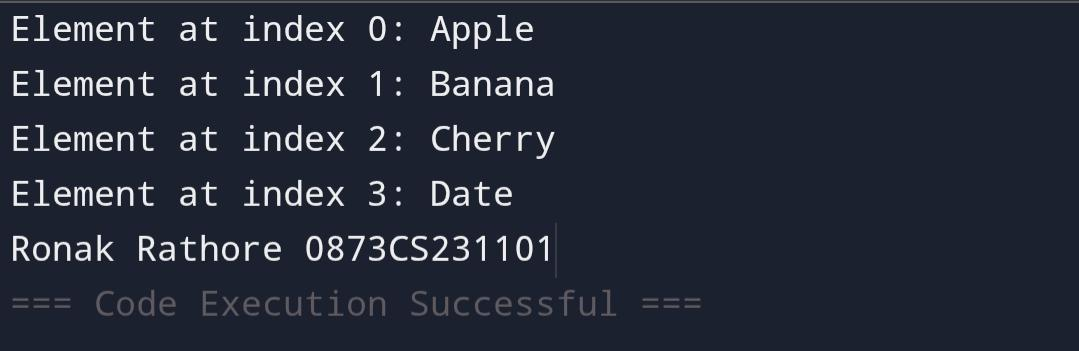 Element at index 0: Apple
Element at index 1: Banana
Element at index 2: Cherry
Element at index 3: Date
Ronak Rathore 0873CS231101
=== Code Execution Successful ===